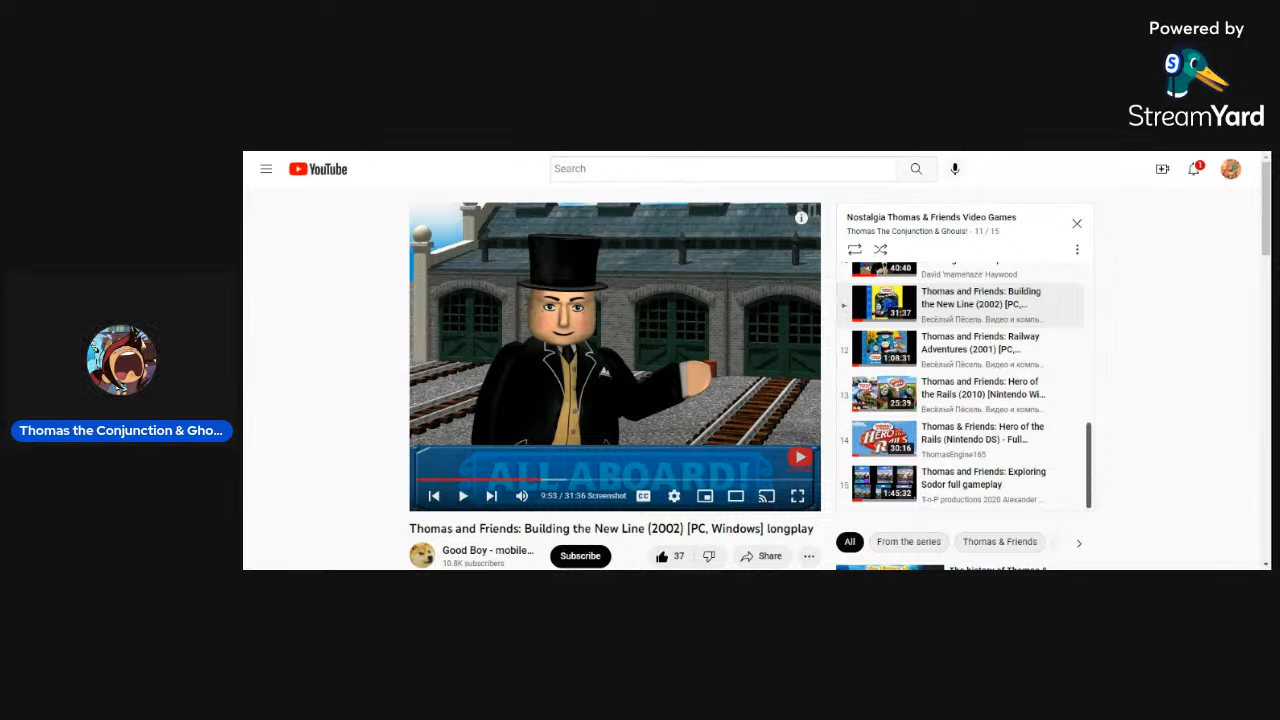 Powered by
StreamYard
YouTube
Search
1
Nostalgia Thomas & Friends Video Games
Thomas The Conjunction & Ghouls! - 11 / 15
40:40
David 'mamehaze' Haywood
Thomas and Friends: Building
the New Line (2002) [PC,...
31:37
Весёлый Пёсель. Видео и компь...
12
Thomas and Friends: Railway
Adventures (2001) [PC,...
1:08:31
Весёлый Пёсель. Видео и компь...
13
Thomas and Friends: Hero of
the Rails (2010) [Nintendo Wi...
25:39
Весёлый Пёсель. Видео и компь...
14
Thomas & Friends: Hero of the
Rails (Nintendo DS) - Full...
30:16
ThomasEngine165
15
Thomas and Friends: Exploring
Sodor full gameplay
1:45:32
T-n-P productions 2020 Alexander ...
Thomas the Conjunction & Gho...
ALL ABOARD!
9:53 / 31:36 Screenshot
CC
Thomas and Friends: Building the New Line (2002) [PC, Windows] longplay
Good Boy - mobile...
10.8K subscribers
Subscribe
37
Share
All
From the series
Thomas & Friends